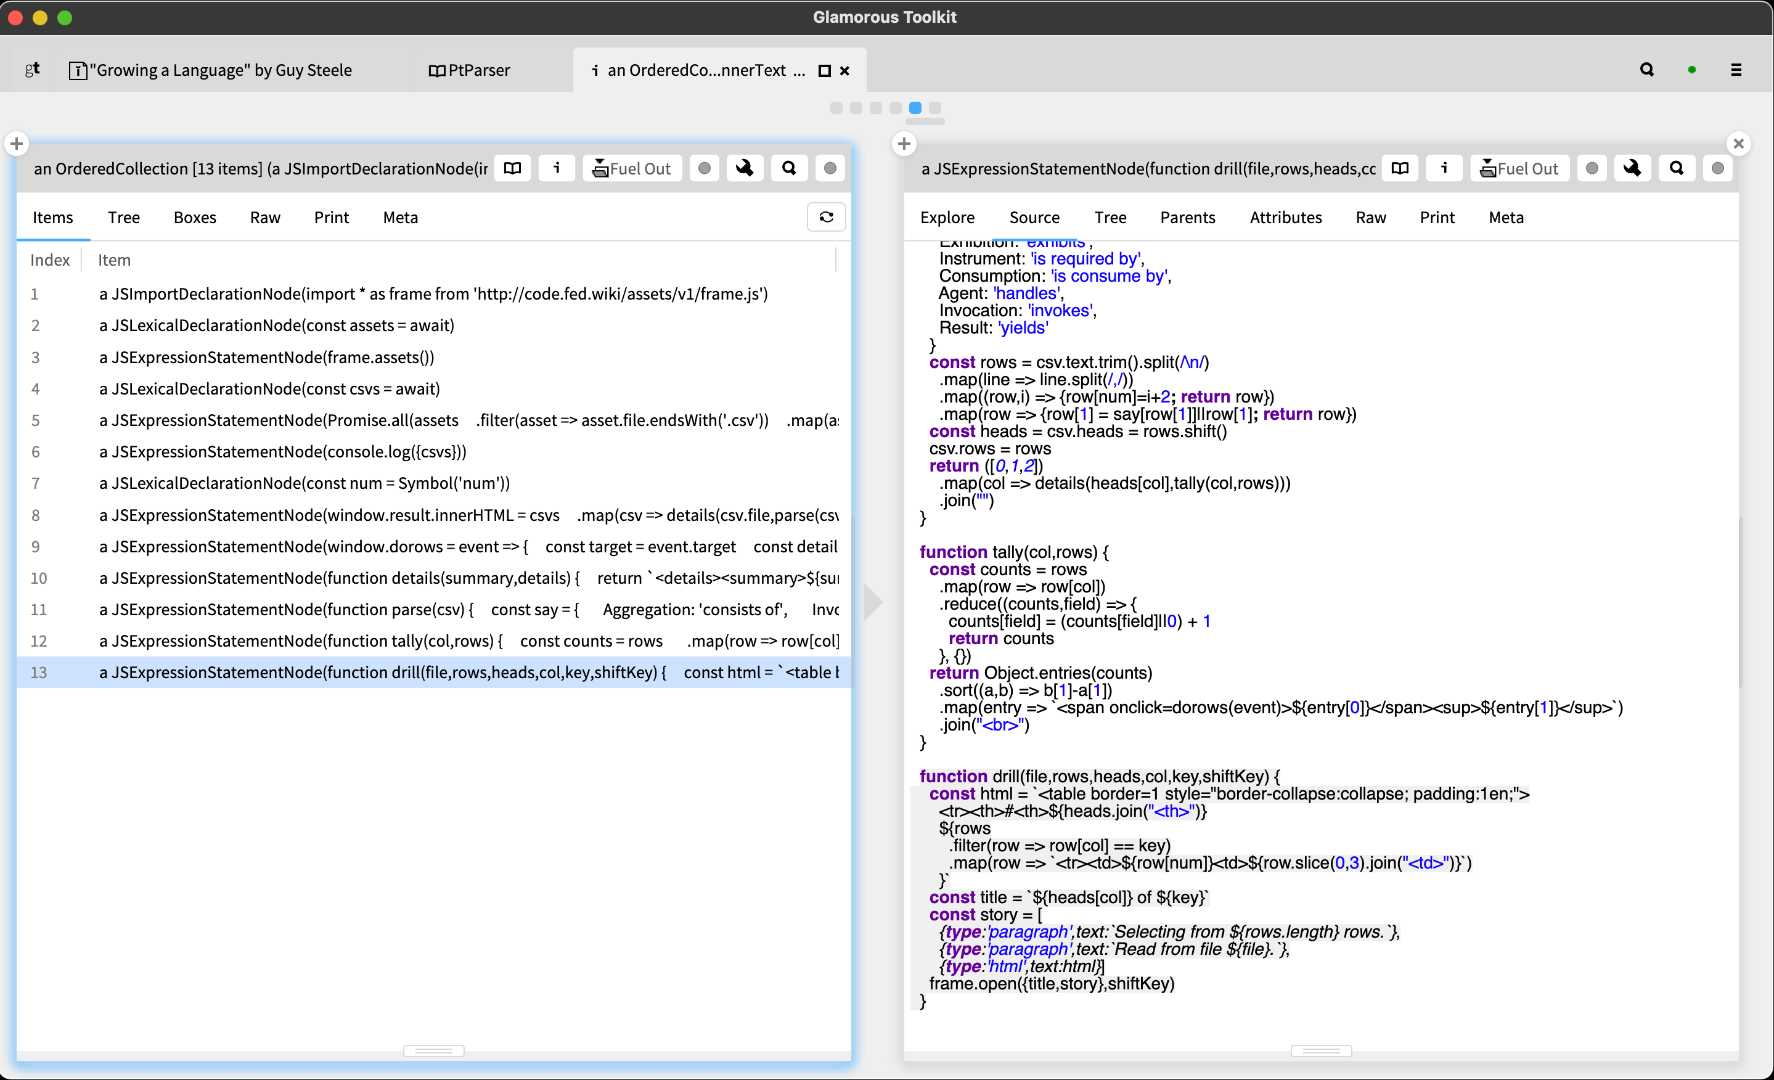 Glamorous Toolkit
gt
"Growing a Language" by Guy Steele
PtParser
i an OrderedCo...nnerText ...
an OrderedCollection [13 items] (a JSImportDeclarationNode(ir
i
Fuel Out
Items Tree Boxes Raw Print Meta
Index Item
1 a JSImportDeclarationNode(import * as frame from 'http://code.fed.wiki/assets/v1/frame.js')
2 a JSLexicalDeclarationNode(const assets = await)
3 a JSExpressionStatementNode(frame.assets())
4 a JSLexicalDeclarationNode(const csvs = await)
5 a JSExpressionStatementNode(Promise.all(assets .filter(asset => asset.file.endsWith('.csv')) .map(a
6 a JSExpressionStatementNode(console.log({csvs}))
7 a JSLexicalDeclarationNode(const num = Symbol('num'))
8 a JSExpressionStatementNode(window.result.innerHTML = csvs .map(csv => details(csv.file,parse(csv
9 a JSExpressionStatementNode(window.dorows = event => { const target = event.target const detail
10 a JSExpressionStatementNode(function details(summary,details) { return `<details><summary>${su
11 a JSExpressionStatementNode(function parse(csv) { const say = { Aggregation: 'consists of', Invo
12 a JSExpressionStatementNode(function tally(col,rows) { const counts = rows .map(row => row[col]
13 a JSExpressionStatementNode(function drill(file,rows,heads,col,key,shiftKey) { const html = `<table
a JSExpressionStatementNode(function drill(file,rows,heads,cc
i
Fuel Out
Explore Source Tree Parents Attributes Raw Print Meta
Exhibition: 'exhibits',
Instrument: 'is required by',
Consumption: 'is consume by',
Agent: 'handles',
Invocation: 'invokes',
Result: 'yields'
}
const rows = csv.text.trim().split(/\n/)
.map(line => line.split(/,/))
.map((row,i) => {row[num]=i+2; return row})
.map(row => {row[1] = say[row[1]]||row[1]; return row})
const heads = csv.heads = rows.shift()
csv.rows = rows
return ([0,1,2])
.map(col => details(heads[col],tally(col,rows)))
.join("")
}
function tally(col,rows) {
const counts = rows
.map(row => row[col])
.reduce((counts,field) => {
counts[field] = (counts[field]||0) + 1
return counts
}, {})
return Object.entries(counts)
.sort((a,b) => b[1]-a[1])
.map(entry => `<span onclick=dorows(event)>${entry[0]}</span><sup>${entry[1]}</sup>`)
.join("<br>")
}
function drill(file,rows,heads,col,key,shiftKey) {
const html = `<table border=1 style="border-collapse:collapse; padding:1en;">
<tr><th>#<th>${heads.join("<th>")}
${rows
.filter(row => row[col] == key)
.map(row => `<tr><td>${row[num]}<td>${row.slice(0,3).join("<td>")}`)
}`
const title = `${heads[col]} of ${key}`
const story = [
{type:'paragraph',text:`Selecting from ${rows.length} rows.`},
{type:'paragraph',text:`Read from file ${file}.`},
{type:'html',text:html}]
frame.open({title,story},shiftKey)
}